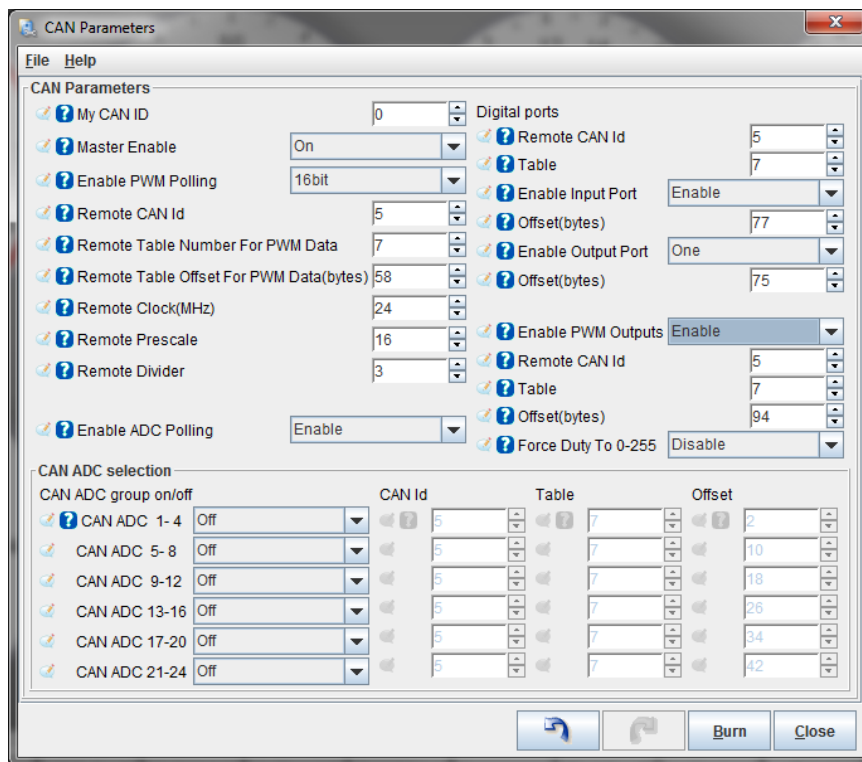 CAN Parameters
File Help
CAN Parameters
My CAN ID 0
Master Enable On
Enable PWM Polling 16bit
Remote CAN Id 5
Remote Table Number For PWM Data 7
Remote Table Offset For PWM Data(bytes) 58
Remote Clock(MHz) 24
Remote Prescale 16
Remote Divider 3
Enable ADC Polling Enable
Digital ports
Remote CAN Id 5
Table 7
Enable Input Port Enable
Offset(bytes) 77
Enable Output Port One
Offset(bytes) 75
Enable PWM Outputs Enable
Remote CAN Id 5
Table 7
Offset(bytes) 94
Force Duty To 0-255 Disable
CAN ADC selection
CAN ADC group on/off CAN Id Table Offset
CAN ADC 1- 4 Off 5 7 2
CAN ADC 5- 8 Off 5 7 10
CAN ADC 9-12 Off 5 7 18
CAN ADC 13-16 Off 5 7 26
CAN ADC 17-20 Off 5 7 34
CAN ADC 21-24 Off 5 7 42
Burn Close